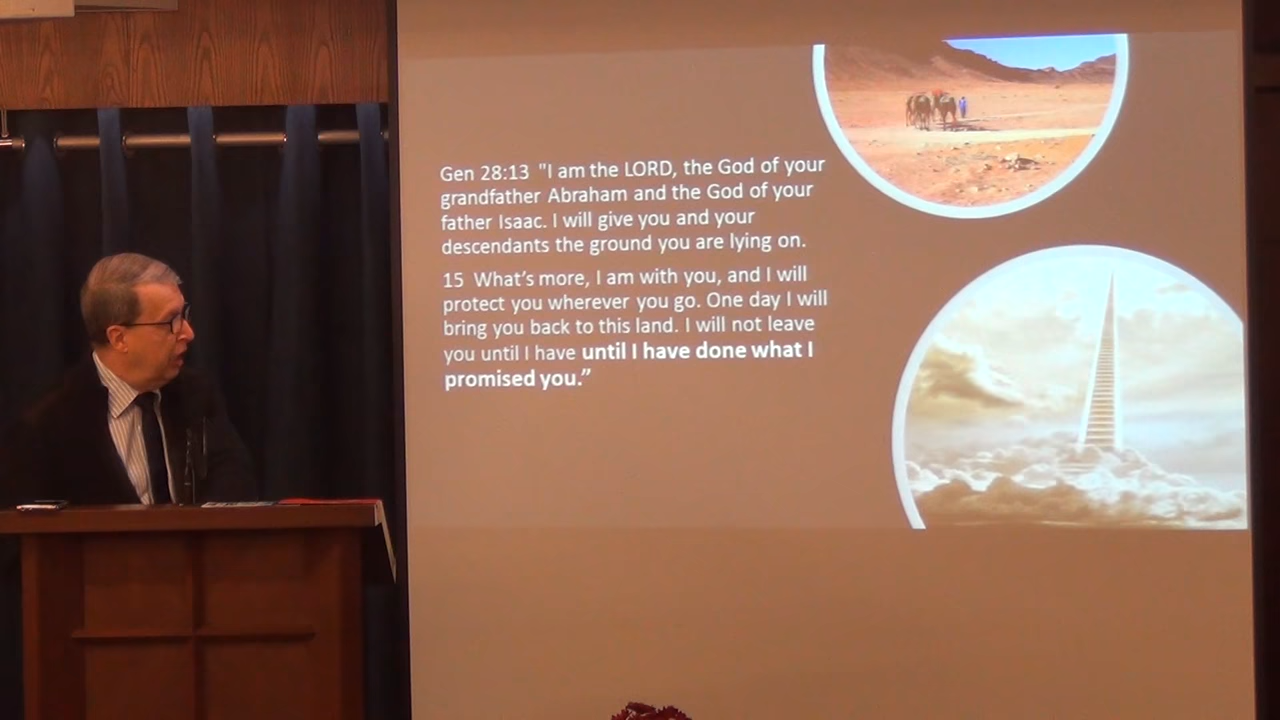 Gen 28:13 "I am the LORD, the God of your
grandfather Abraham and the God of your
father Isaac. I will give you and your
descendants the ground you are lying on.
15 What’s more, I am with you, and I will
protect you wherever you go. One day I will
bring you back to this land. I will not leave
you until I have until I have done what I
promised you.”